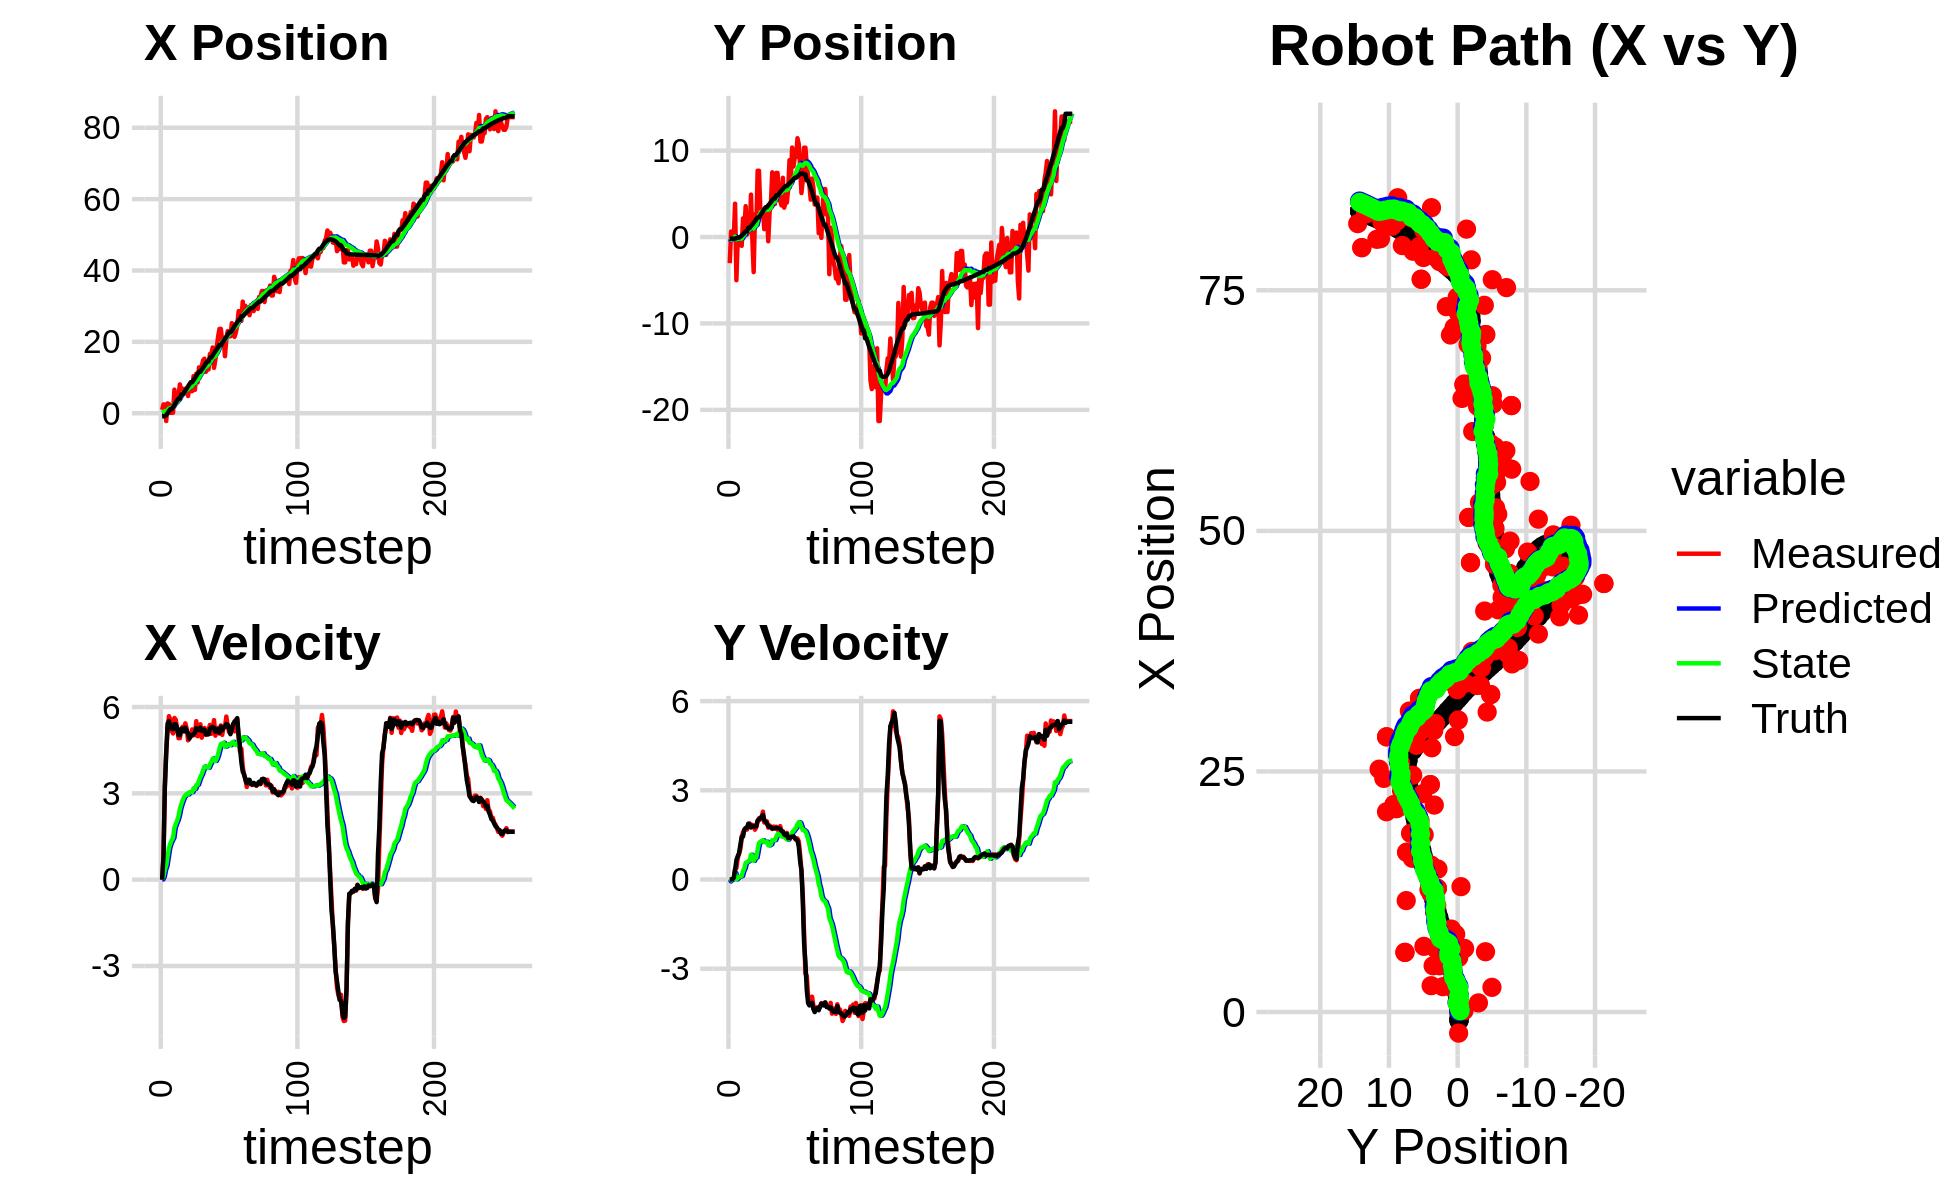 X Position
80
60
40
20
0
0
100
200
timestep
Y Position
10
0
-10
-20
0
100
200
timestep
X Velocity
6
3
0
-3
0
100
200
timestep
Y Velocity
6
3
0
-3
0
100
200
timestep
Robot Path (X vs Y)
X Position
75
50
25
0
20 10 0 -10 -20
Y Position
variable
Measured
Predicted
State
Truth